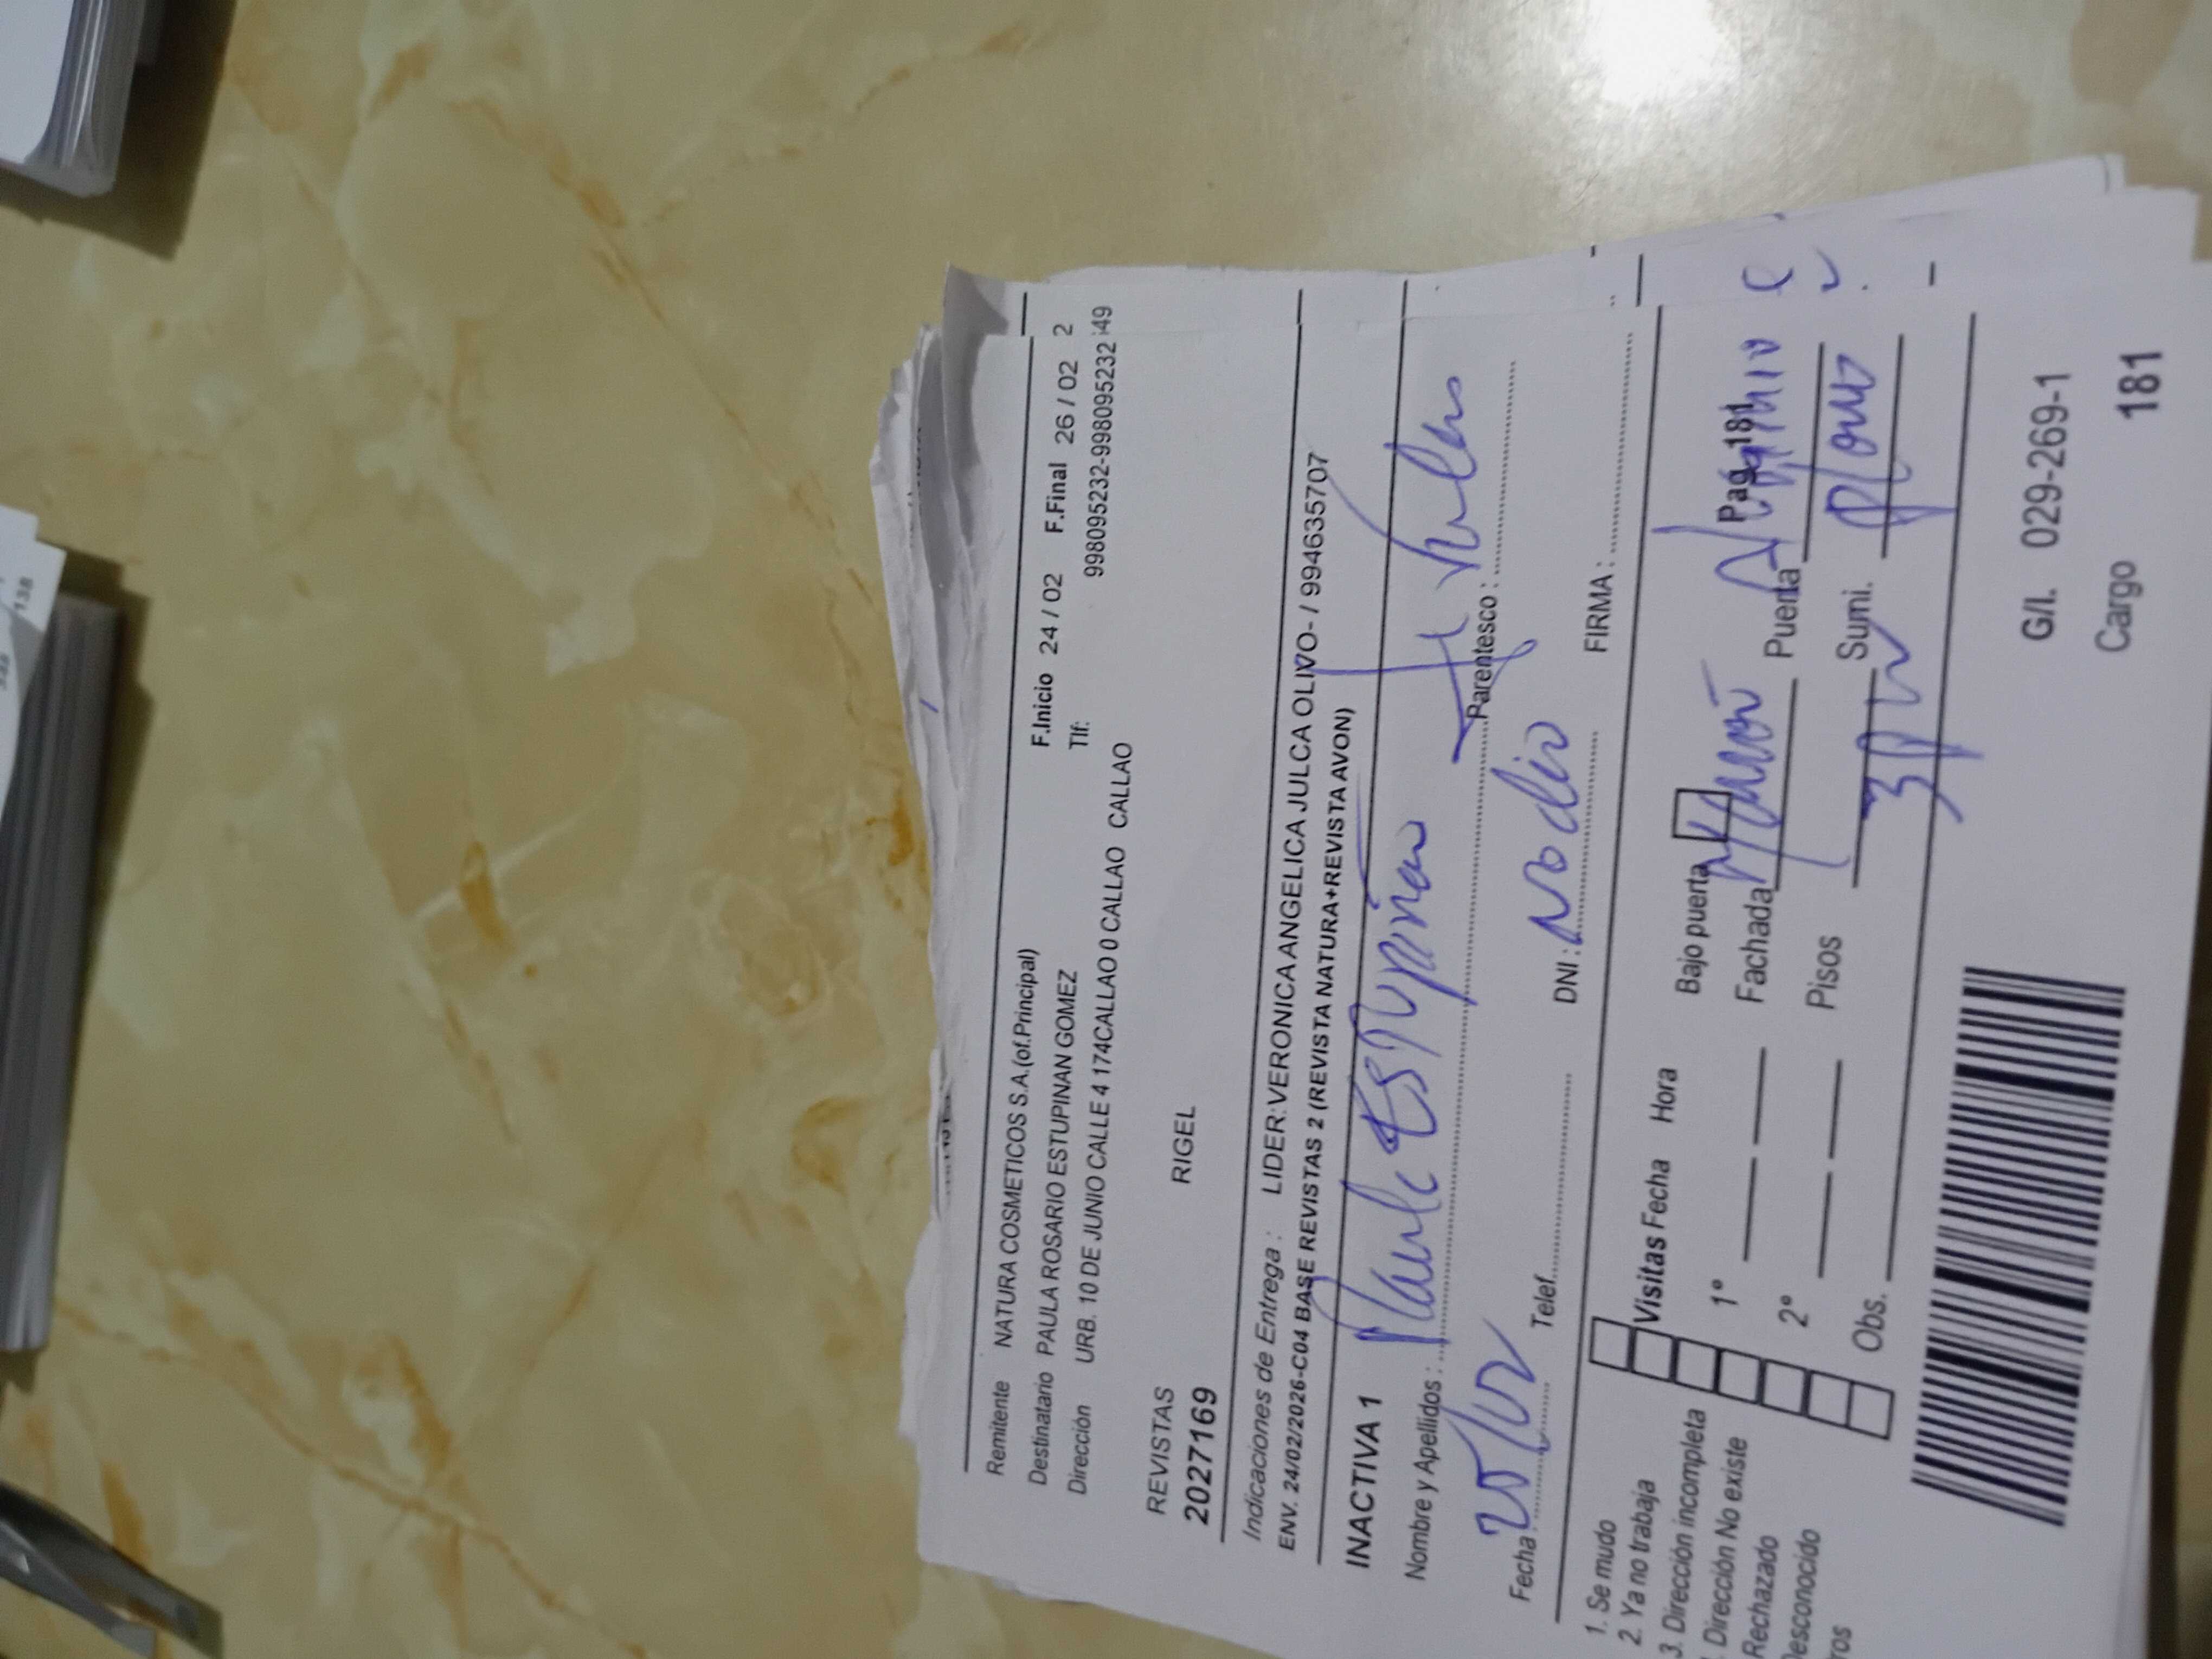 Remitente NATURA COSMETICOS S.A.(of.Principal) F.Inicio 24 / 02 F.Final 26 / 02 2
Destinatario PAULA ROSARIO ESTUPINAN GOMEZ Tlf: 998095232-998095232 49
Dirección URB. 10 DE JUNIO CALLE 4 174CALLAO 0 CALLAO CALLAO
REVISTAS RIGEL
2027169
Indicaciones de Entrega : LIDER:VERONICA ANGELICA JULCA OLIVO- / 994635707
ENV. 24/02/2026-C04 BASE REVISTAS 2 (REVISTA NATURA+REVISTA AVON)
INACTIVA 1
Nombre y Apellidos : Estupiñan Parentesco :
Fecha : Telef. DNI : No dio FIRMA :
1. Se mudo
2. Ya no trabaja
3. Dirección incompleta
Dirección No existe
Rechazado
Desconocido
ros
Visitas Fecha Hora
1°
2°
Obs.
Bajo puerta Pag 181
Fachada Puerta
Pisos Sumi.
G/I. 029-269-1
Cargo 181
138